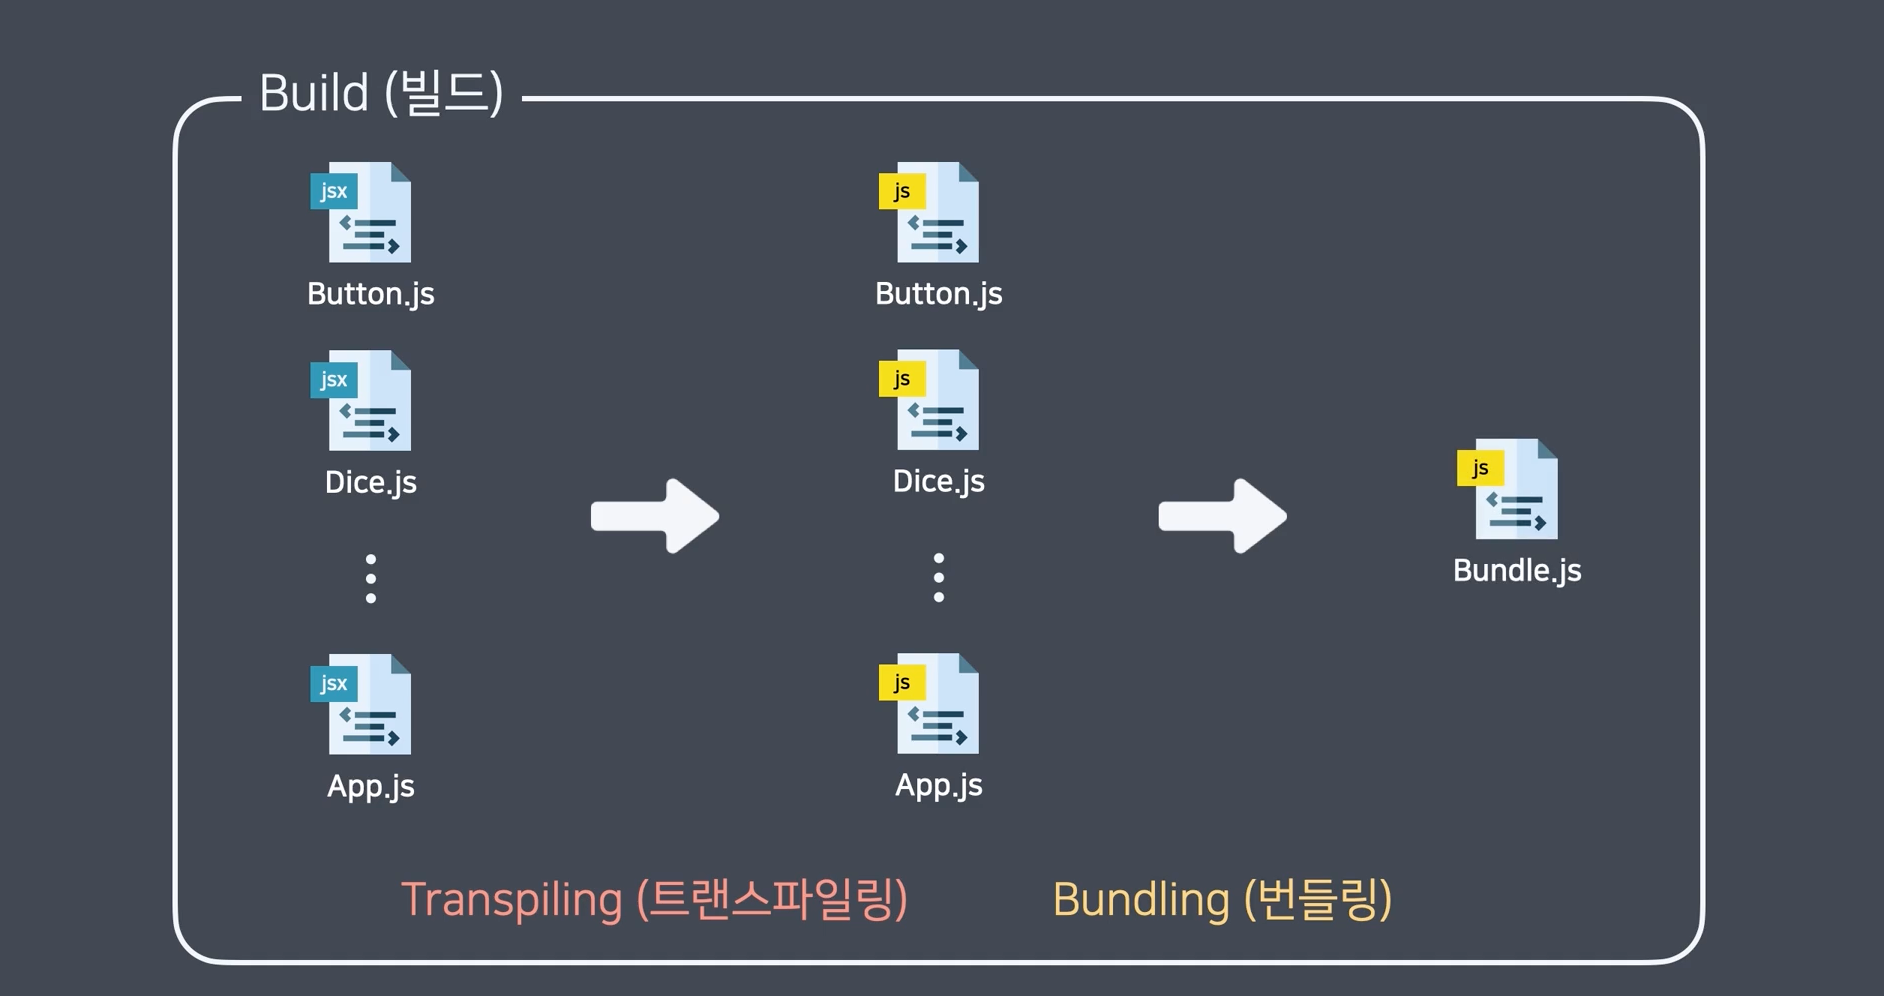 Build (빌드)
jsx
Button.js
jsx
Dice.js
jsx
App.js
js
Button.js
js
Dice.js
js
App.js
js
Bundle.js
Transpiling (트랜스파일링)
Bundling (번들링)